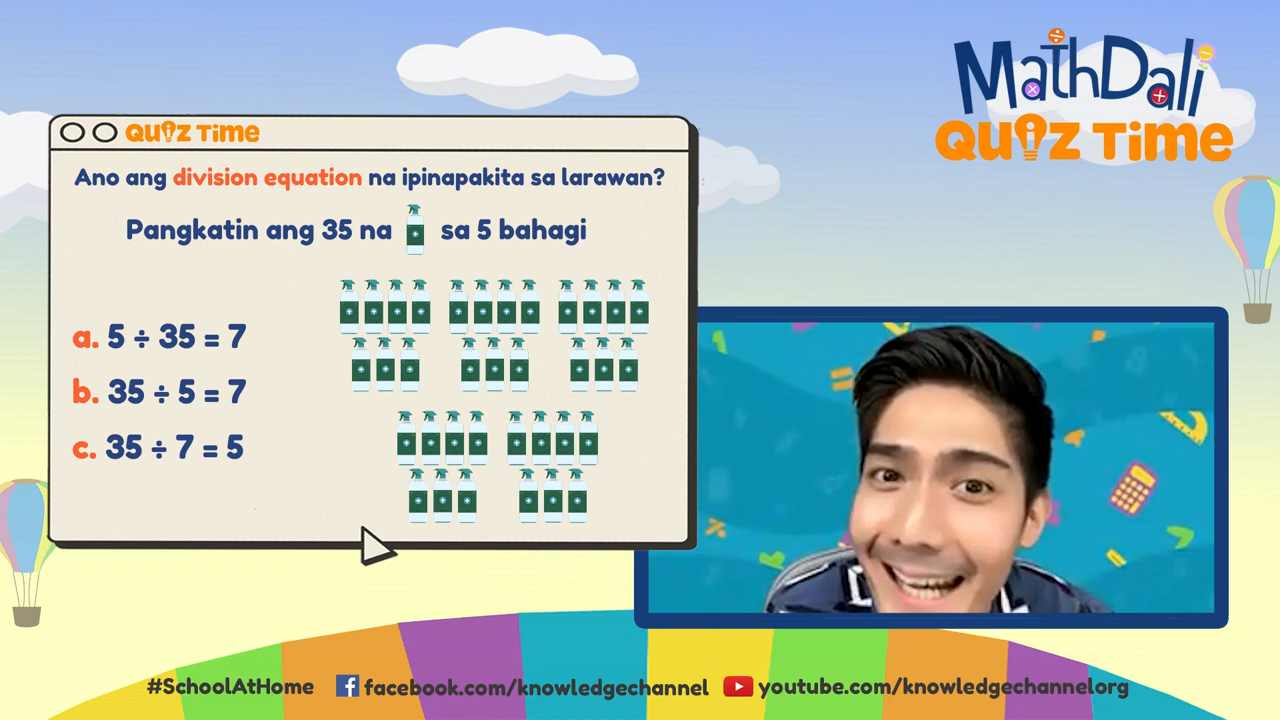 MathDali
QUIZ TIME
QUIZ TIME
Ano ang division equation na ipinapakita sa larawan?
Pangkatin ang 35 na sa 5 bahagi
a. 5 ÷ 35 = 7
b. 35 ÷ 5 = 7
c. 35 ÷ 7 = 5
#SchoolAtHome facebook.com/knowledgechannel youtube.com/knowledgechannelorg